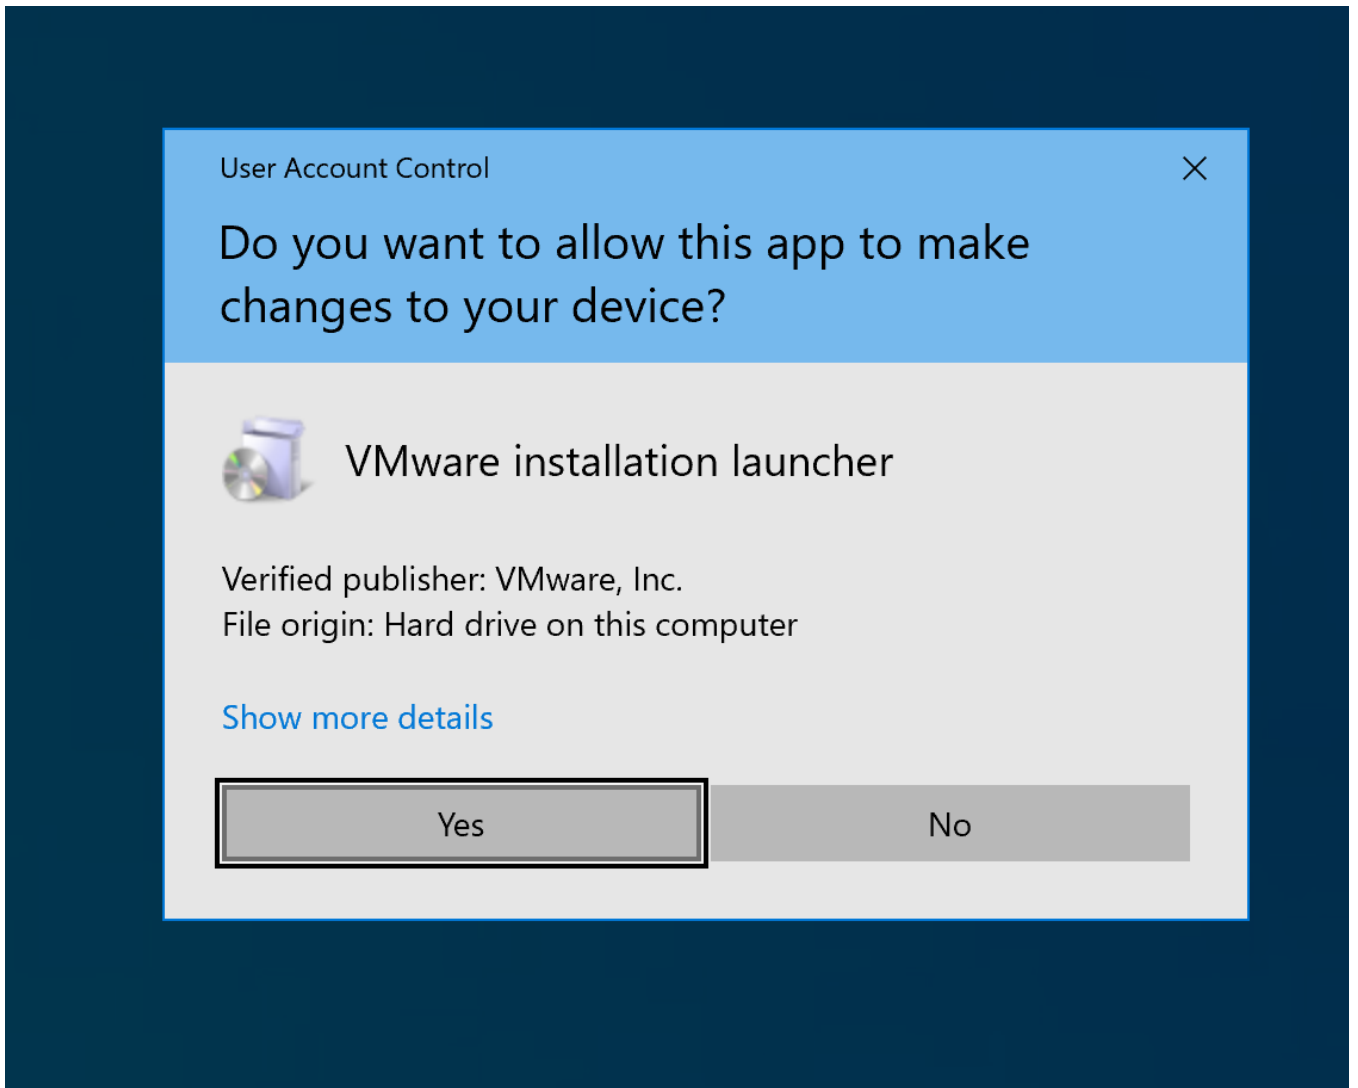 User Account Control
Do you want to allow this app to make
changes to your device?
VMware installation launcher
Verified publisher: VMware, Inc.
File origin: Hard drive on this computer
Show more details
Yes
No